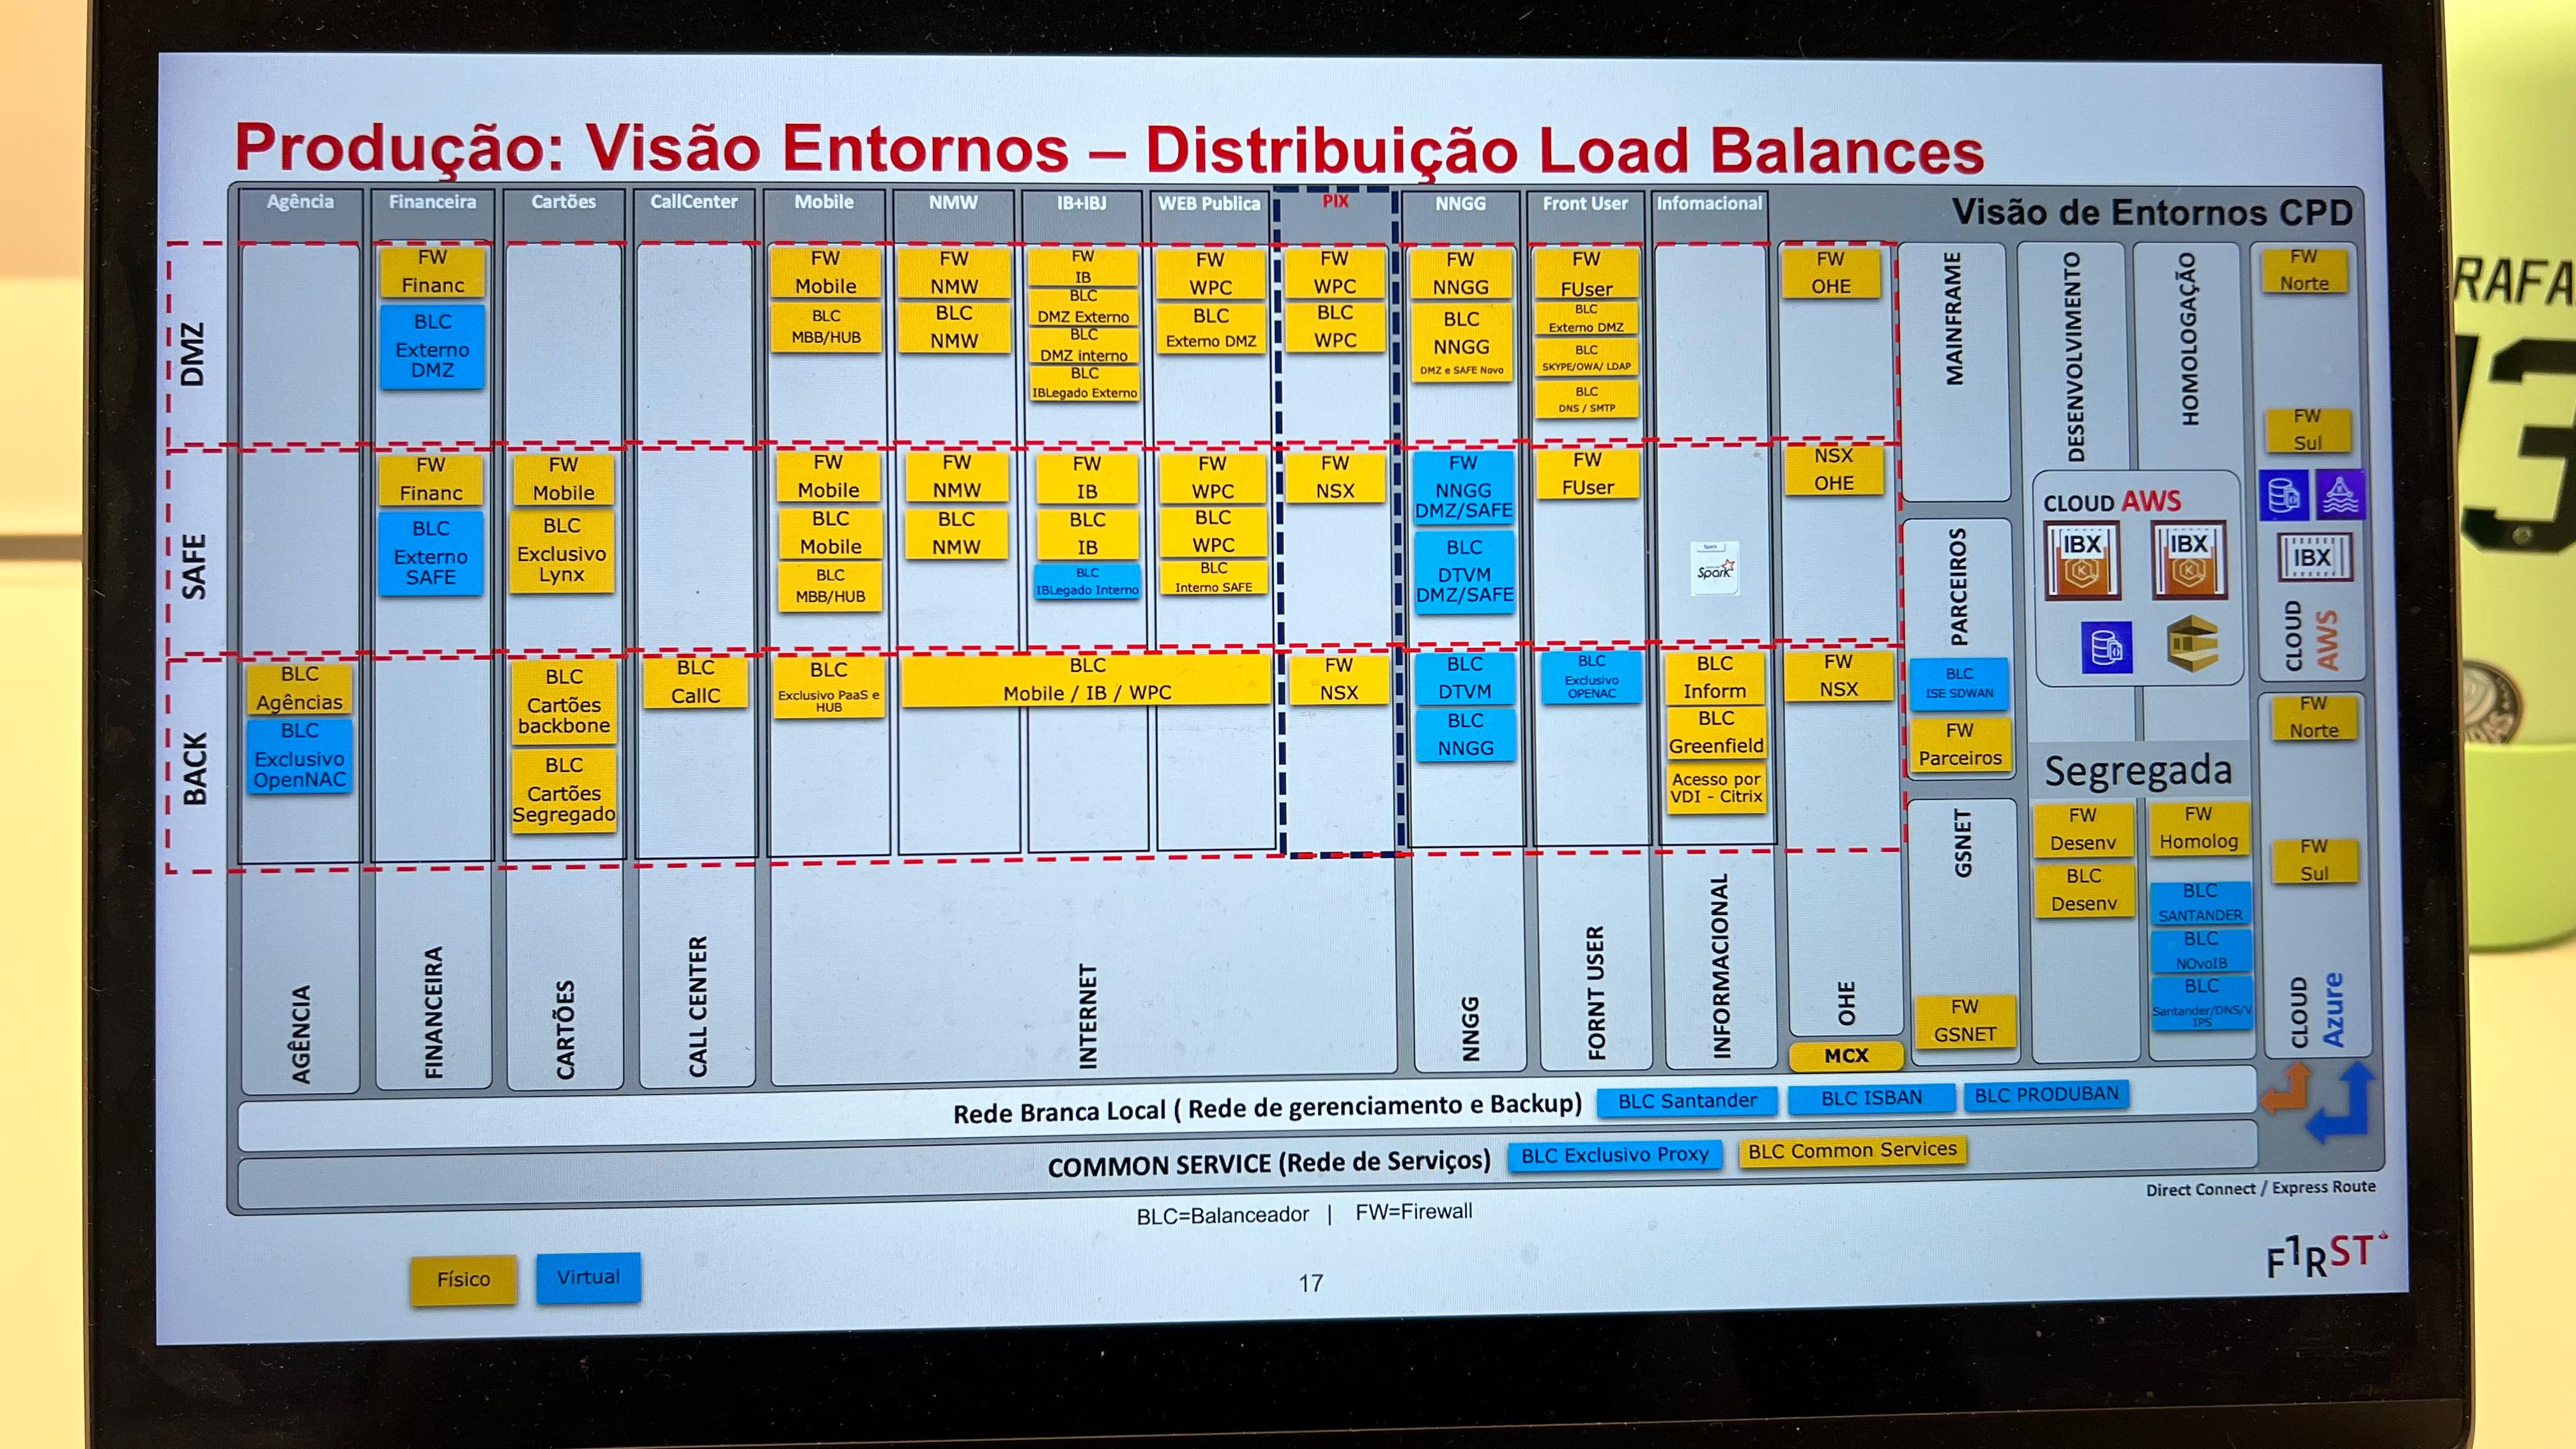 Produção: Visão Entornos – Distribuição Load Balances
Agência
Financeira
Cartões
CallCenter
Mobile
NMW
IB+IBJ
WEB Publica
PIX
NNGG
Front User
Infomacional
Visão de Entornos CPD
DMZ
FW
Financ
BLC
Externo
DMZ
FW
Mobile
BLC
MBB/HUB
FW
NMW
BLC
NMW
FW
IB
BLC
DMZ Externo
BLC
DMZ interno
BLC
IBLegado Externo
FW
WPC
BLC
Externo DMZ
FW
WPC
BLC
WPC
FW
NNGG
BLC
NNGG
DMZ e SAFE Novo
FW
FUser
BLC
Externo DMZ
BLC
SKYPE/OWA/ LDAP
BLC
DNS / SMTP
FW
OHE
SAFE
FW
Financ
BLC
Externo
SAFE
FW
Mobile
BLC
Exclusivo
Lynx
FW
Mobile
BLC
Mobile
BLC
MBB/HUB
FW
NMW
BLC
NMW
FW
IB
BLC
IB
BLC
IBLegado Interno
FW
WPC
BLC
WPC
BLC
Interno SAFE
FW
NSX
FW
NNGG
DMZ/SAFE
BLC
DTVM
DMZ/SAFE
FW
FUser
Spark
NSX
OHE
BACK
BLC
Agências
BLC
Exclusivo
OpenNAC
BLC
Cartões
backbone
BLC
Cartões
Segregado
BLC
CallC
BLC
Exclusivo PaaS e
HUB
BLC
Mobile / IB / WPC
FW
NSX
BLC
DTVM
BLC
NNGG
BLC
Exclusivo
OPENAC
BLC
Inform
BLC
Greenfield
Acesso por
VDI - Citrix
FW
NSX
AGÊNCIA
FINANCEIRA
CARTÕES
CALL CENTER
INTERNET
NNGG
FORNT USER
INFORMACIONAL
OHE
MCX
MAINFRAME
PARCEIROS
BLC
ISE SDWAN
FW
Parceiros
GSNET
FW
GSNET
DESENVOLVIMENTO
HOMOLOGAÇÃO
CLOUD AWS
IBX
IBX
Segregada
FW
Desenv
BLC
Desenv
FW
Homolog
BLC
SANTANDER
BLC
NOvoIB
BLC
Santander/DNS/V
IPS
FW
Norte
FW
Sul
IBX
CLOUD
AWS
FW
Norte
FW
Sul
CLOUD
Azure
Rede Branca Local ( Rede de gerenciamento e Backup)
BLC Santander
BLC ISBAN
BLC PRODUBAN
COMMON SERVICE (Rede de Serviços)
BLC Exclusivo Proxy
BLC Common Services
Direct Connect / Express Route
BLC=Balanceador | FW=Firewall
Físico
Virtual
17
F1RST
RAFA
13